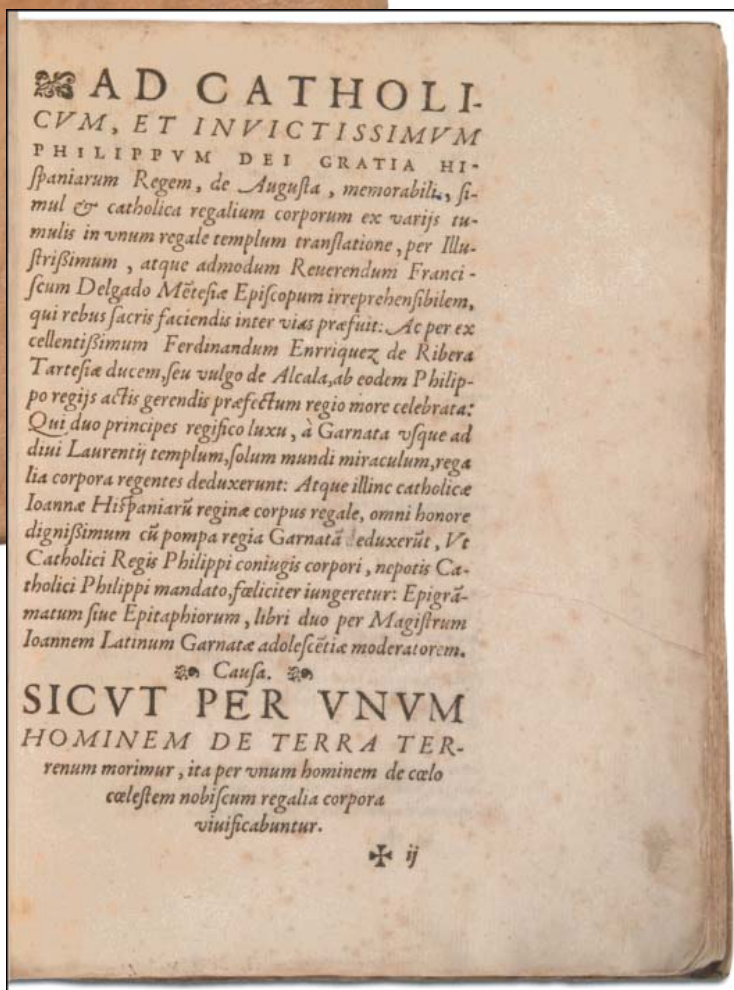 AD CATHOLI-
CVM, ET INVICTISSIMVM
PHILIPPVM DEI GRATIA HI-
ſpaniarum Regem, de Auguſta, memorabili, ſi-
mul & catholica regalium corporum ex varijs tu-
mulis in vnum regale templum tranſlatione, per Illu-
ſtriſsimum, atque admodum Reuerendum Franci-
ſcum Delgado Mẽteſiæ Epiſcopum irreprehenſibilem,
qui rebus ſacris faciendis inter vias præfuit: Ac per ex
cellentiſsimum Ferdinandum Enrriquez de Ribera
Tarteſiæ ducem, ſeu vulgo de Alcala, ab eodem Philip-
po regijs actis gerendis præfectum regio more celebrata:
Qui duo principes regifico luxu, à Garnata vſque ad
diui Laurentij templum, ſolum mundi miraculum, rega
lia corpora regentes deduxerunt: Atque illinc catholicæ
Ioannæ Hiſpaniarũ reginæ corpus regale, omni honore
digniſsimum cũ pompa regia Garnatã deduxerũt, Vt
Catholici Regis Philippi coniugis corpori, nepotis Ca-
tholici Philippi mandato, fœliciter iungeretur: Epigrã-
matum ſiue Epitaphiorum, libri duo per Magiſtrum
Ioannem Latinum Garnatæ adoleſcẽtiæ moderatorem.
Cauſa.
SICVT PER VNVM
HOMINEM DE TERRA TER-
renum morimur, ita per vnum hominem de cœlo
cœleſtem nobiſcum regalia corpora
viuificabuntur.
✠ ij